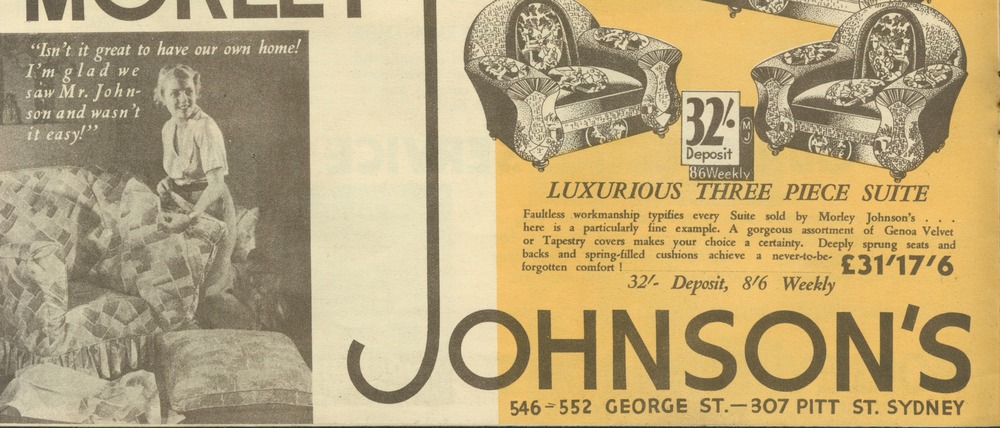 MORLEY
"Isn't it great to have our own home!
I'm glad we
saw Mr. John-
son and wasn't
it easy!"
32/-
Deposit
8'6 Weekly
MJ
LUXURIOUS THREE PIECE SUITE
Faultless workmanship typifies every Suite sold by Morley Johnson's . . .
here is a particularly fine example. A gorgeous assortment of Genoa Velvet
or Tapestry covers makes your choice a certainty. Deeply sprung seats and
backs and spring-filled cushions achieve a never-to-be-
forgotten comfort !
£31'17'6
32'- Deposit, 8'6 Weekly
JOHNSON'S
546-552 GEORGE ST.—307 PITT ST. SYDNEY